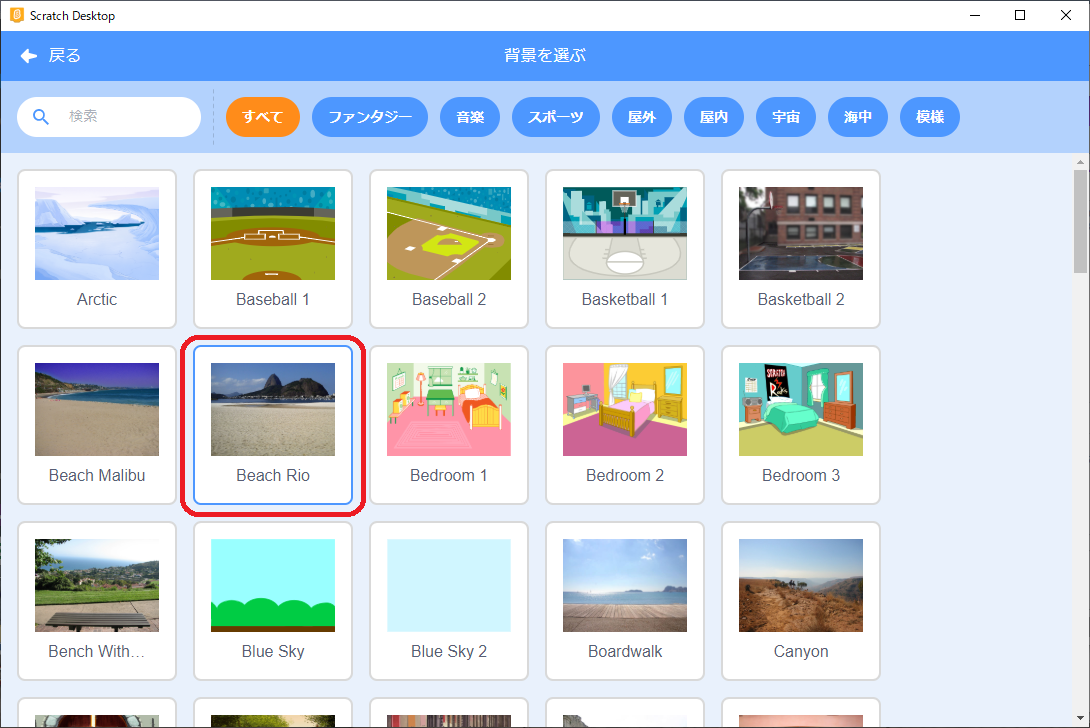 Scratch Desktop
戻る
背景を選ぶ
検索
すべて
ファンタジー
音楽
スポーツ
屋外
屋内
宇宙
海中
模様
Arctic
Baseball 1
Baseball 2
Basketball 1
Basketball 2
SCRATCH
Beach Malibu
Beach Rio
Bedroom 1
Bedroom 2
Bedroom 3
Bench With...
Blue Sky
Blue Sky 2
Boardwalk
Canyon